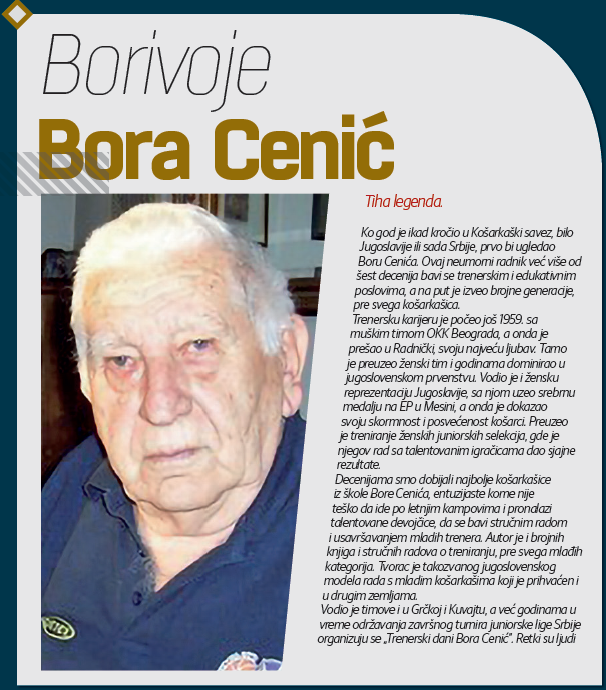 Borivoje
Bora Cenić
Tiha legenda.
Ko god je ikad kročio u Košarkaški savez, bilo
Jugoslavije ili sada Srbije, prvo bi ugledao
Boru Cenića. Ovaj neumorni radnik već više od
šest decenija bavi se trenerskim i edukativnim
poslovima, a na put je izveo brojne generacije,
pre svega košarkašica.
Trenersku karijeru je počeo još 1959. sa
muškim timom OKK Beograda, a onda je
prešao u Radnički, svoju najveću ljubav. Tamo
je preuzeo ženski tim i godinama dominirao u
jugoslovenskom prvenstvu. Vodio je i žensku
reprezentaciju Jugoslavije, sa njom uzeo srebrnu
medalju na EP u Mesini, a onda je dokazao
svoju skormnost i posvećenost košarci. Preuzeo
je treniranje ženskih juniorskih selekcija, gde je
njegov rad sa talentovanim igračicama dao sjajne
rezultate.
Decenijama smo dobijali najbolje košarkašice
iz škole Bore Cenića, entuzijaste kome nije
teško da ide po letnjim kampovima i pronalazi
talentovane devojčice, da se bavi stručnim radom
i usavršavanjem mladih trenera. Autor je i brojnih
knjiga i stručnih radova o treniranju, pre svega mlađih
kategorija. Tvorac je takozvanog jugoslovenskog
modela rada s mladim košarkašima koji je prihvaćen i
u drugim zemljama.
Vodio je timove i u Grčkoj i Kuvajtu, a već godinama u
vreme održavanja završnog turnira juniorske lige Srbije
organizuju se „Trenerski dani Bora Cenić”. Retki su ljudi